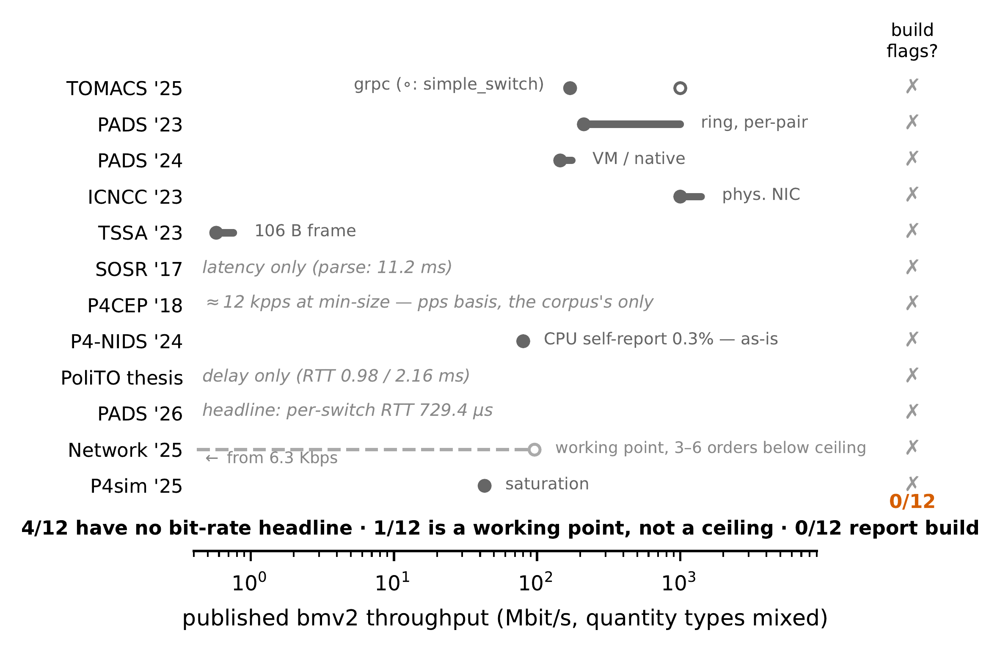 build
flags?
TOMACS '25 grpc (∘: simple_switch) ✗
PADS '23 ring, per-pair ✗
PADS '24 VM / native ✗
ICNCC '23 phys. NIC ✗
TSSA '23 106 B frame ✗
SOSR '17 latency only (parse: 11.2 ms) ✗
P4CEP '18 ≈12 kpps at min-size — pps basis, the corpus's only ✗
P4-NIDS '24 CPU self-report 0.3% — as-is ✗
PoliTO thesis delay only (RTT 0.98 / 2.16 ms) ✗
PADS '26 headline: per-switch RTT 729.4 µs ✗
Network '25 working point, 3–6 orders below ceiling ✗
← from 6.3 Kbps
P4sim '25 saturation ✗
0/12
4/12 have no bit-rate headline · 1/12 is a working point, not a ceiling · 0/12 report build
10⁰ 10¹ 10² 10³
published bmv2 throughput (Mbit/s, quantity types mixed)